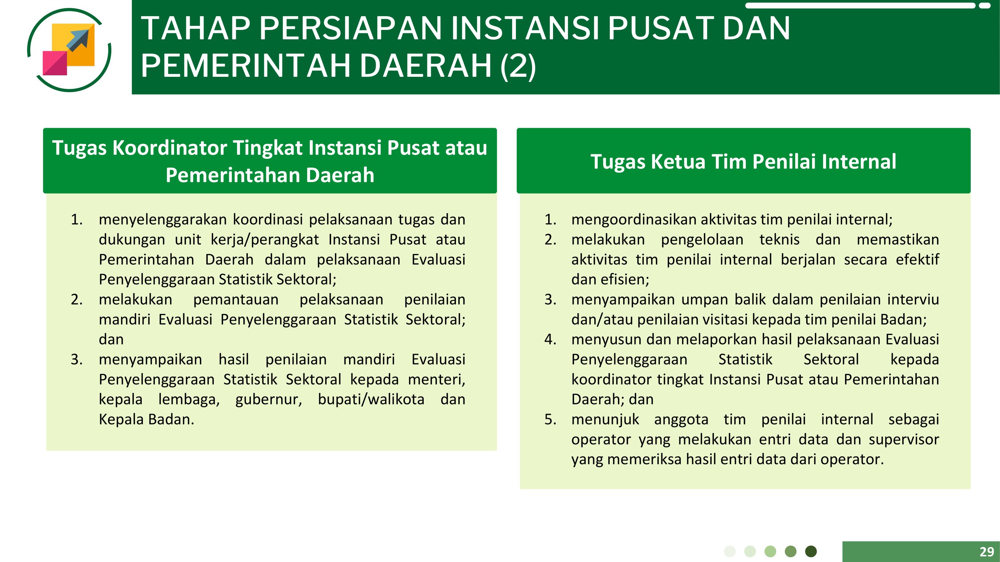 TAHAP PERSIAPAN INSTANSI PUSAT DAN
PEMERINTAH DAERAH (2)
Tugas Koordinator Tingkat Instansi Pusat atau
Pemerintahan Daerah
1. menyelenggarakan koordinasi pelaksanaan tugas dan
dukungan unit kerja/perangkat Instansi Pusat atau
Pemerintahan Daerah dalam pelaksanaan Evaluasi
Penyelenggaraan Statistik Sektoral;
2. melakukan pemantauan pelaksanaan penilaian
mandiri Evaluasi Penyelenggaraan Statistik Sektoral;
dan
3. menyampaikan hasil penilaian mandiri Evaluasi
Penyelenggaraan Statistik Sektoral kepada menteri,
kepala lembaga, gubernur, bupati/walikota dan
Kepala Badan.
Tugas Ketua Tim Penilai Internal
1. mengoordinasikan aktivitas tim penilai internal;
2. melakukan pengelolaan teknis dan memastikan
aktivitas tim penilai internal berjalan secara efektif
dan efisien;
3. menyampaikan umpan balik dalam penilaian interviu
dan/atau penilaian visitasi kepada tim penilai Badan;
4. menyusun dan melaporkan hasil pelaksanaan Evaluasi
Penyelenggaraan Statistik Sektoral kepada
koordinator tingkat Instansi Pusat atau Pemerintahan
Daerah; dan
5. menunjuk anggota tim penilai internal sebagai
operator yang melakukan entri data dan supervisor
yang memeriksa hasil entri data dari operator.
29